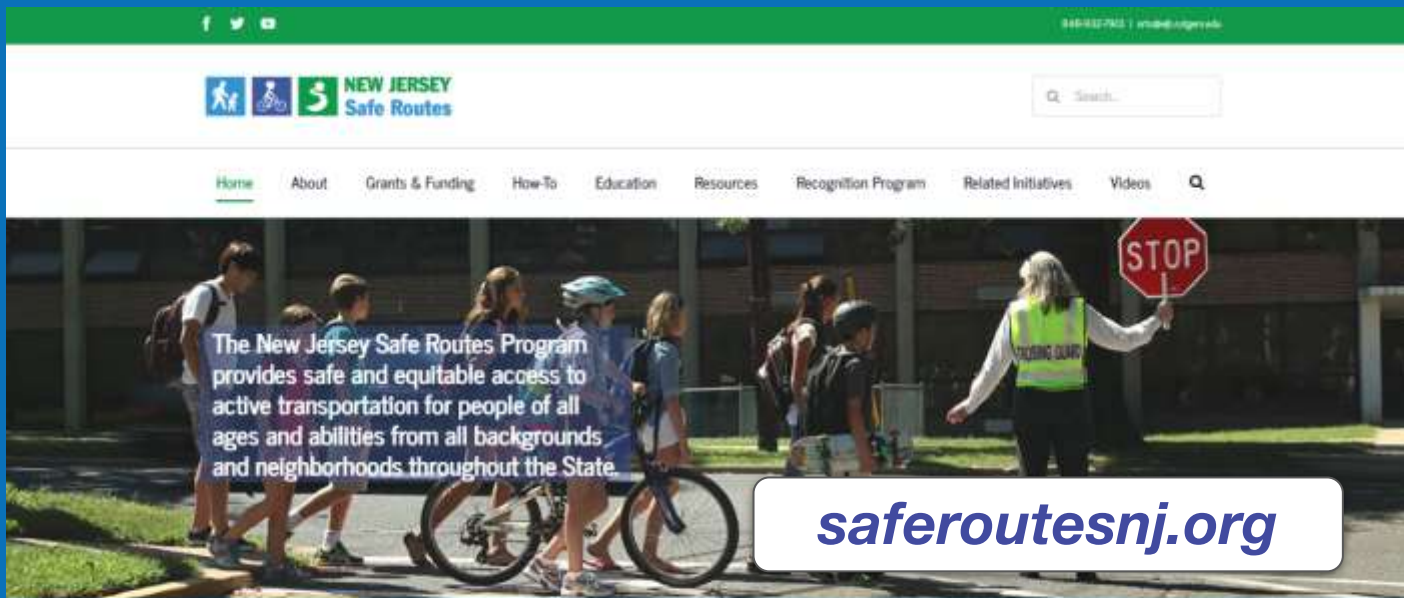 NEW JERSEY
Safe Routes
Search...
Home About Grants & Funding How-To Education Resources Recognition Program Related Initiatives Videos
STOP
CROSSING GUARD
The New Jersey Safe Routes Program
provides safe and equitable access to
active transportation for people of all
ages and abilities from all backgrounds
and neighborhoods throughout the State.
saferoutesnj.org